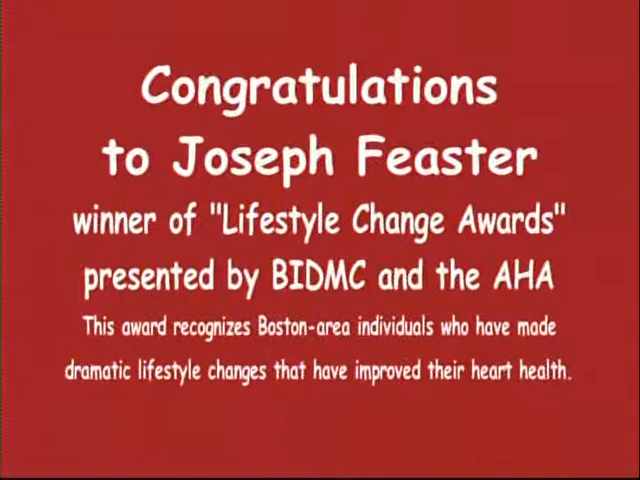 Congratulations
to Joseph Feaster
winner of "Lifestyle Change Awards"
presented by BIDMC and the AHA
This award recognizes Boston-area individuals who have made
dramatic lifestyle changes that have improved their heart health.